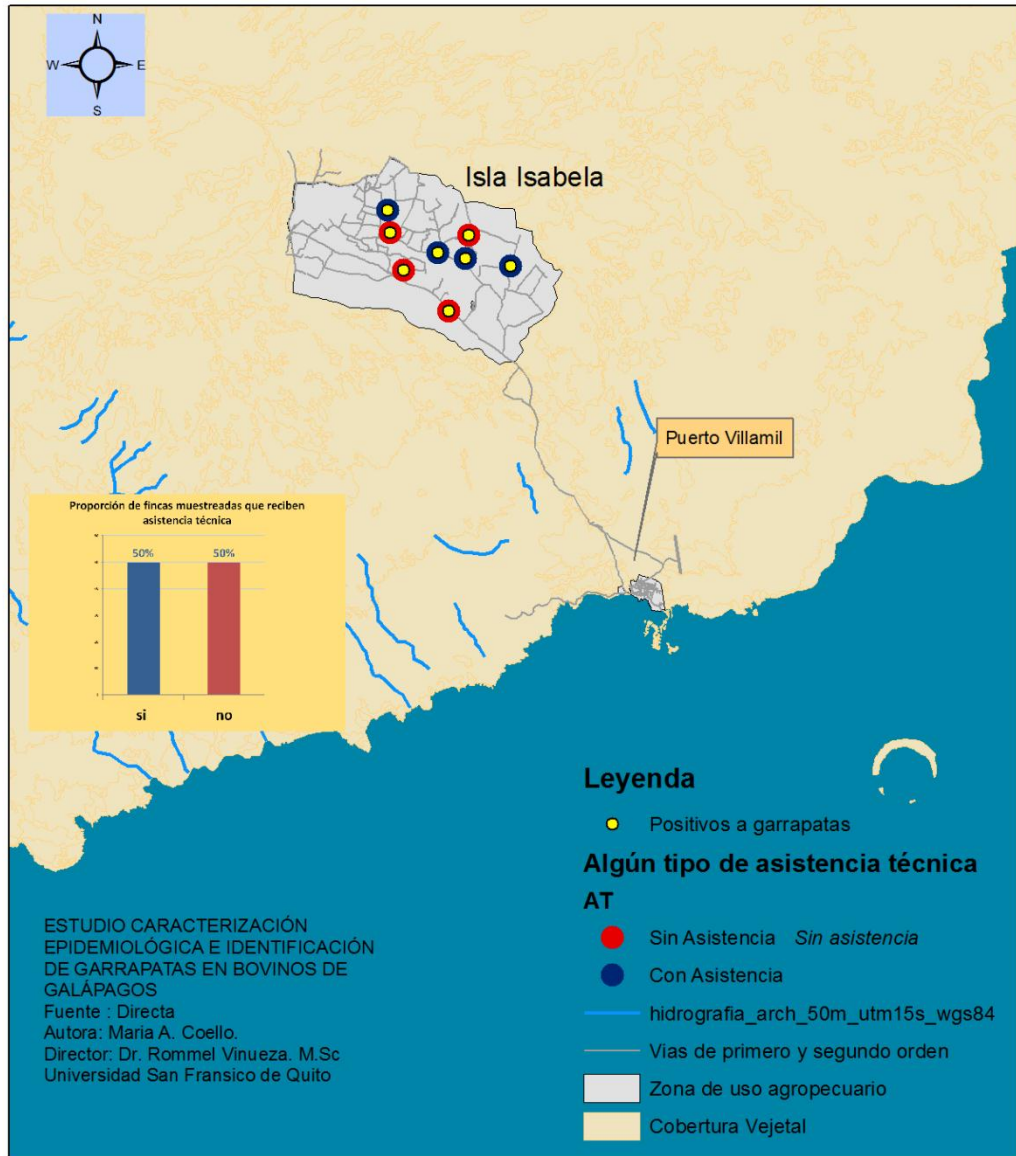 N
W
E
S
Isla Isabela
Puerto Villamil
Proporción de fincas muestreadas que reciben
asistencia técnica
50%
50%
si
no
Leyenda
Positivos a garrapatas
Algún tipo de asistencia técnica
AT
Sin Asistencia Sin asistencia
Con Asistencia
hidrografia_arch_50m_utm15s_wgs84
Vias de primero y segundo orden
Zona de uso agropecuario
Cobertura Vejetal
ESTUDIO CARACTERIZACIÓN
EPIDEMIOLÓGICA E IDENTIFICACIÓN
DE GARRAPATAS EN BOVINOS DE
GALÁPAGOS
Fuente : Directa
Autora: Maria A. Coello.
Director: Dr. Rommel Vinueza. M.Sc
Universidad San Fransico de Quito